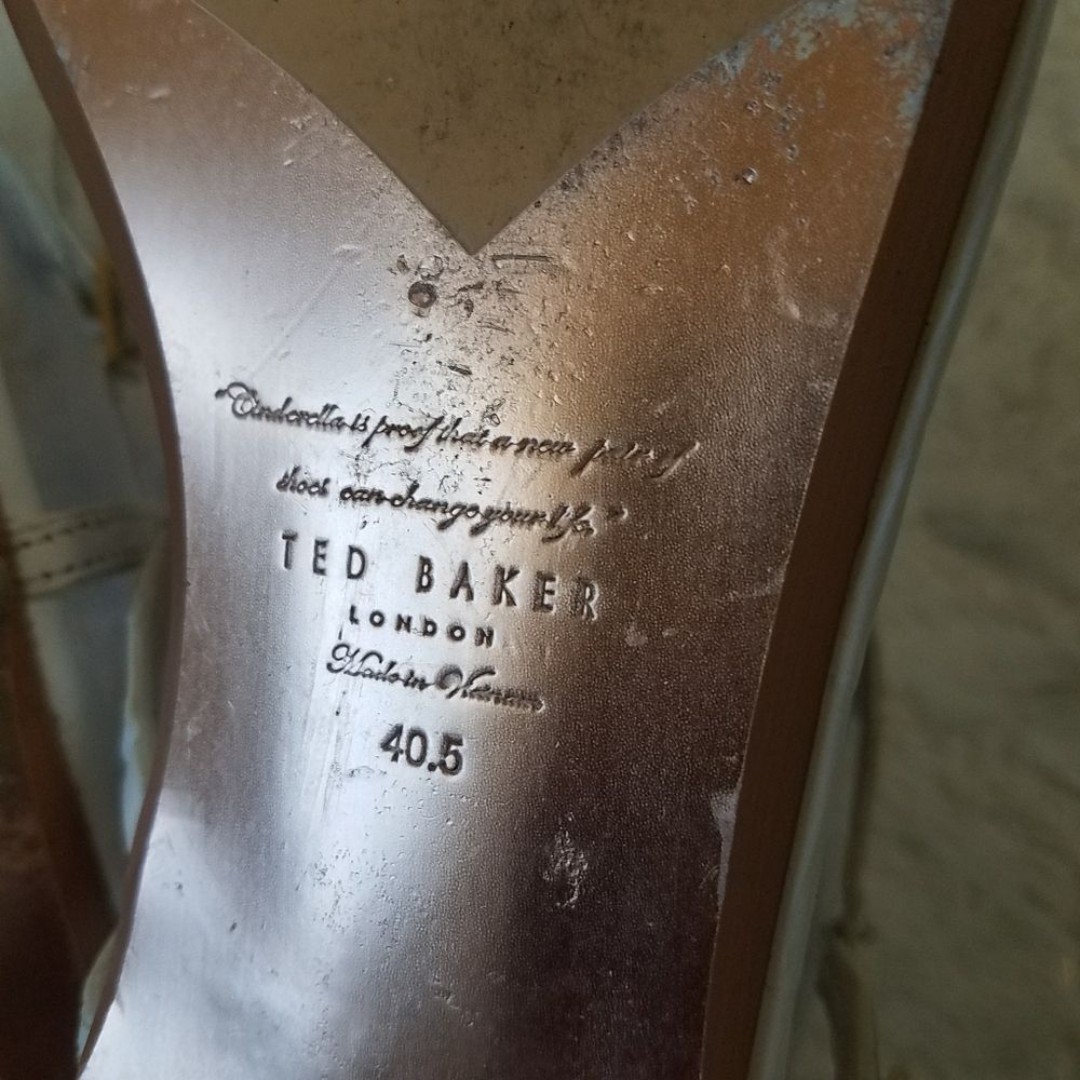 "Cinderella is proof that a new pair of
shoes can change your life."
TED BAKER
LONDON
Made in Vietnam
40.5